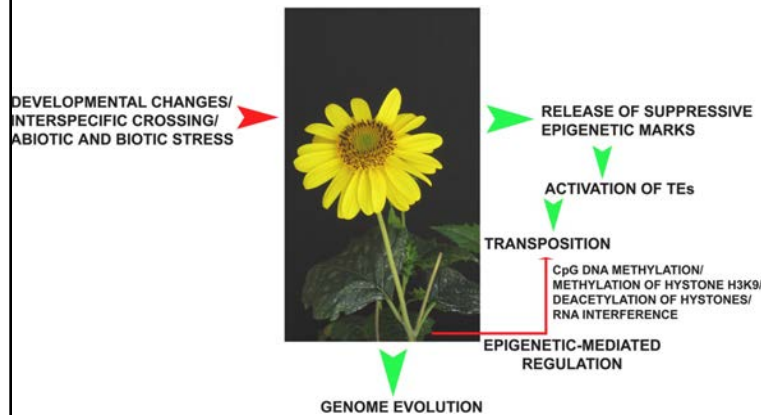 DEVELOPMENTAL CHANGES/
INTERSPECIFIC CROSSING/
ABIOTIC AND BIOTIC STRESS
RELEASE OF SUPPRESSIVE
EPIGENETIC MARKS
ACTIVATION OF TEs
TRANSPOSITION
CpG DNA METHYLATION/
METHYLATION OF HYSTONE H3K9/
DEACETYLATION OF HYSTONES/
RNA INTERFERENCE
EPIGENETIC-MEDIATED
REGULATION
GENOME EVOLUTION